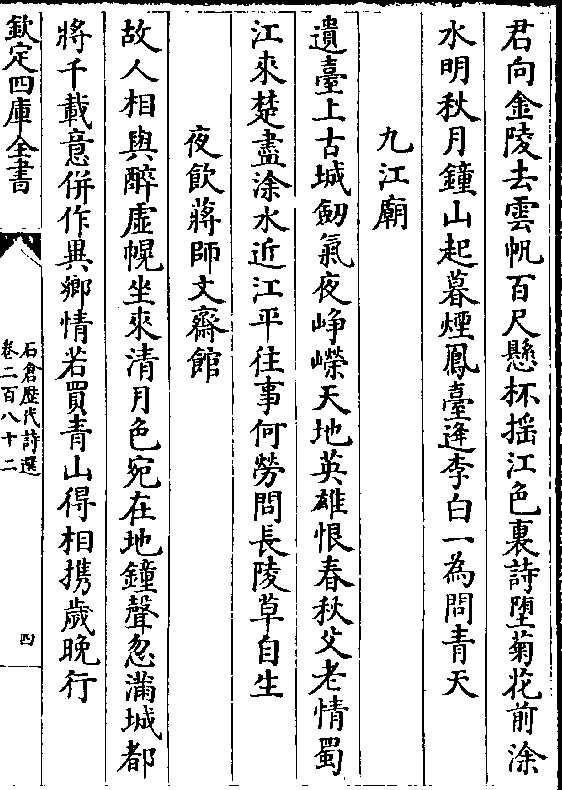 君向金陵去雲帆百尺懸杯揺江色裏詩墮菊花前涂
水明秋月鐘山起暮煙鳳臺逢李白一為問青天
九江廟
遺臺上古城劒氣夜崢嶸天地英雄恨春秋父老情蜀
江來楚盡涂水近江平往事何勞問長陵草自生
夜飲蔣師文齋館
故人相與醉虛幌坐來清月色宛在地鐘聲忽滿城都
將千載意併作異鄉情若買青山得相携歲晚行
欽定四庫全書
石倉歴代詩選
卷二百八十二
四